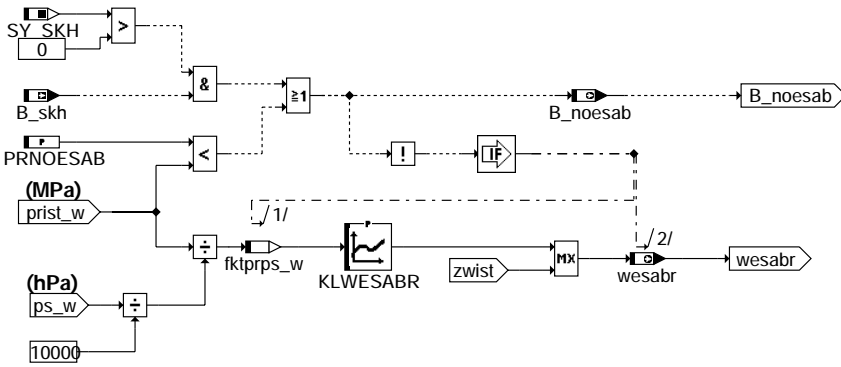 SY_SKH
>
0
&
≥1
B_skh
B_noesab
B_noesab
P
PRNOESAB
<
!
IF
(MPa)
prist_w
/1/
÷
fktprps_w
P
KLWESABR
zwist
MX
/2/
wesabr
wesabr
(hPa)
ps_w
÷
10000